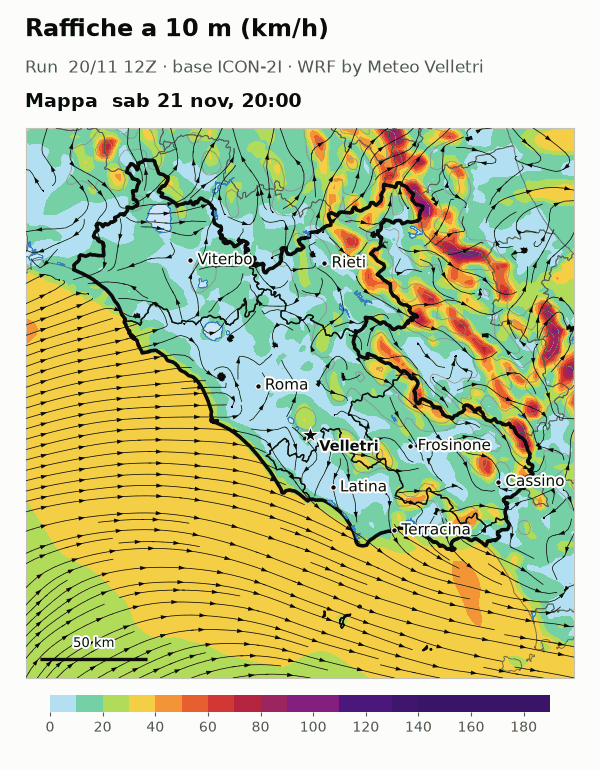 Raffiche a 10 m (km/h)
Run 20/11 12Z · base ICON-2I · WRF by Meteo Velletri
Mappa sab 21 nov, 20:00
Viterbo
Rieti
Roma
Velletri
Frosinone
Cassino
Latina
Terracina
50 km
0 20 40 60 80 100 120 140 160 180